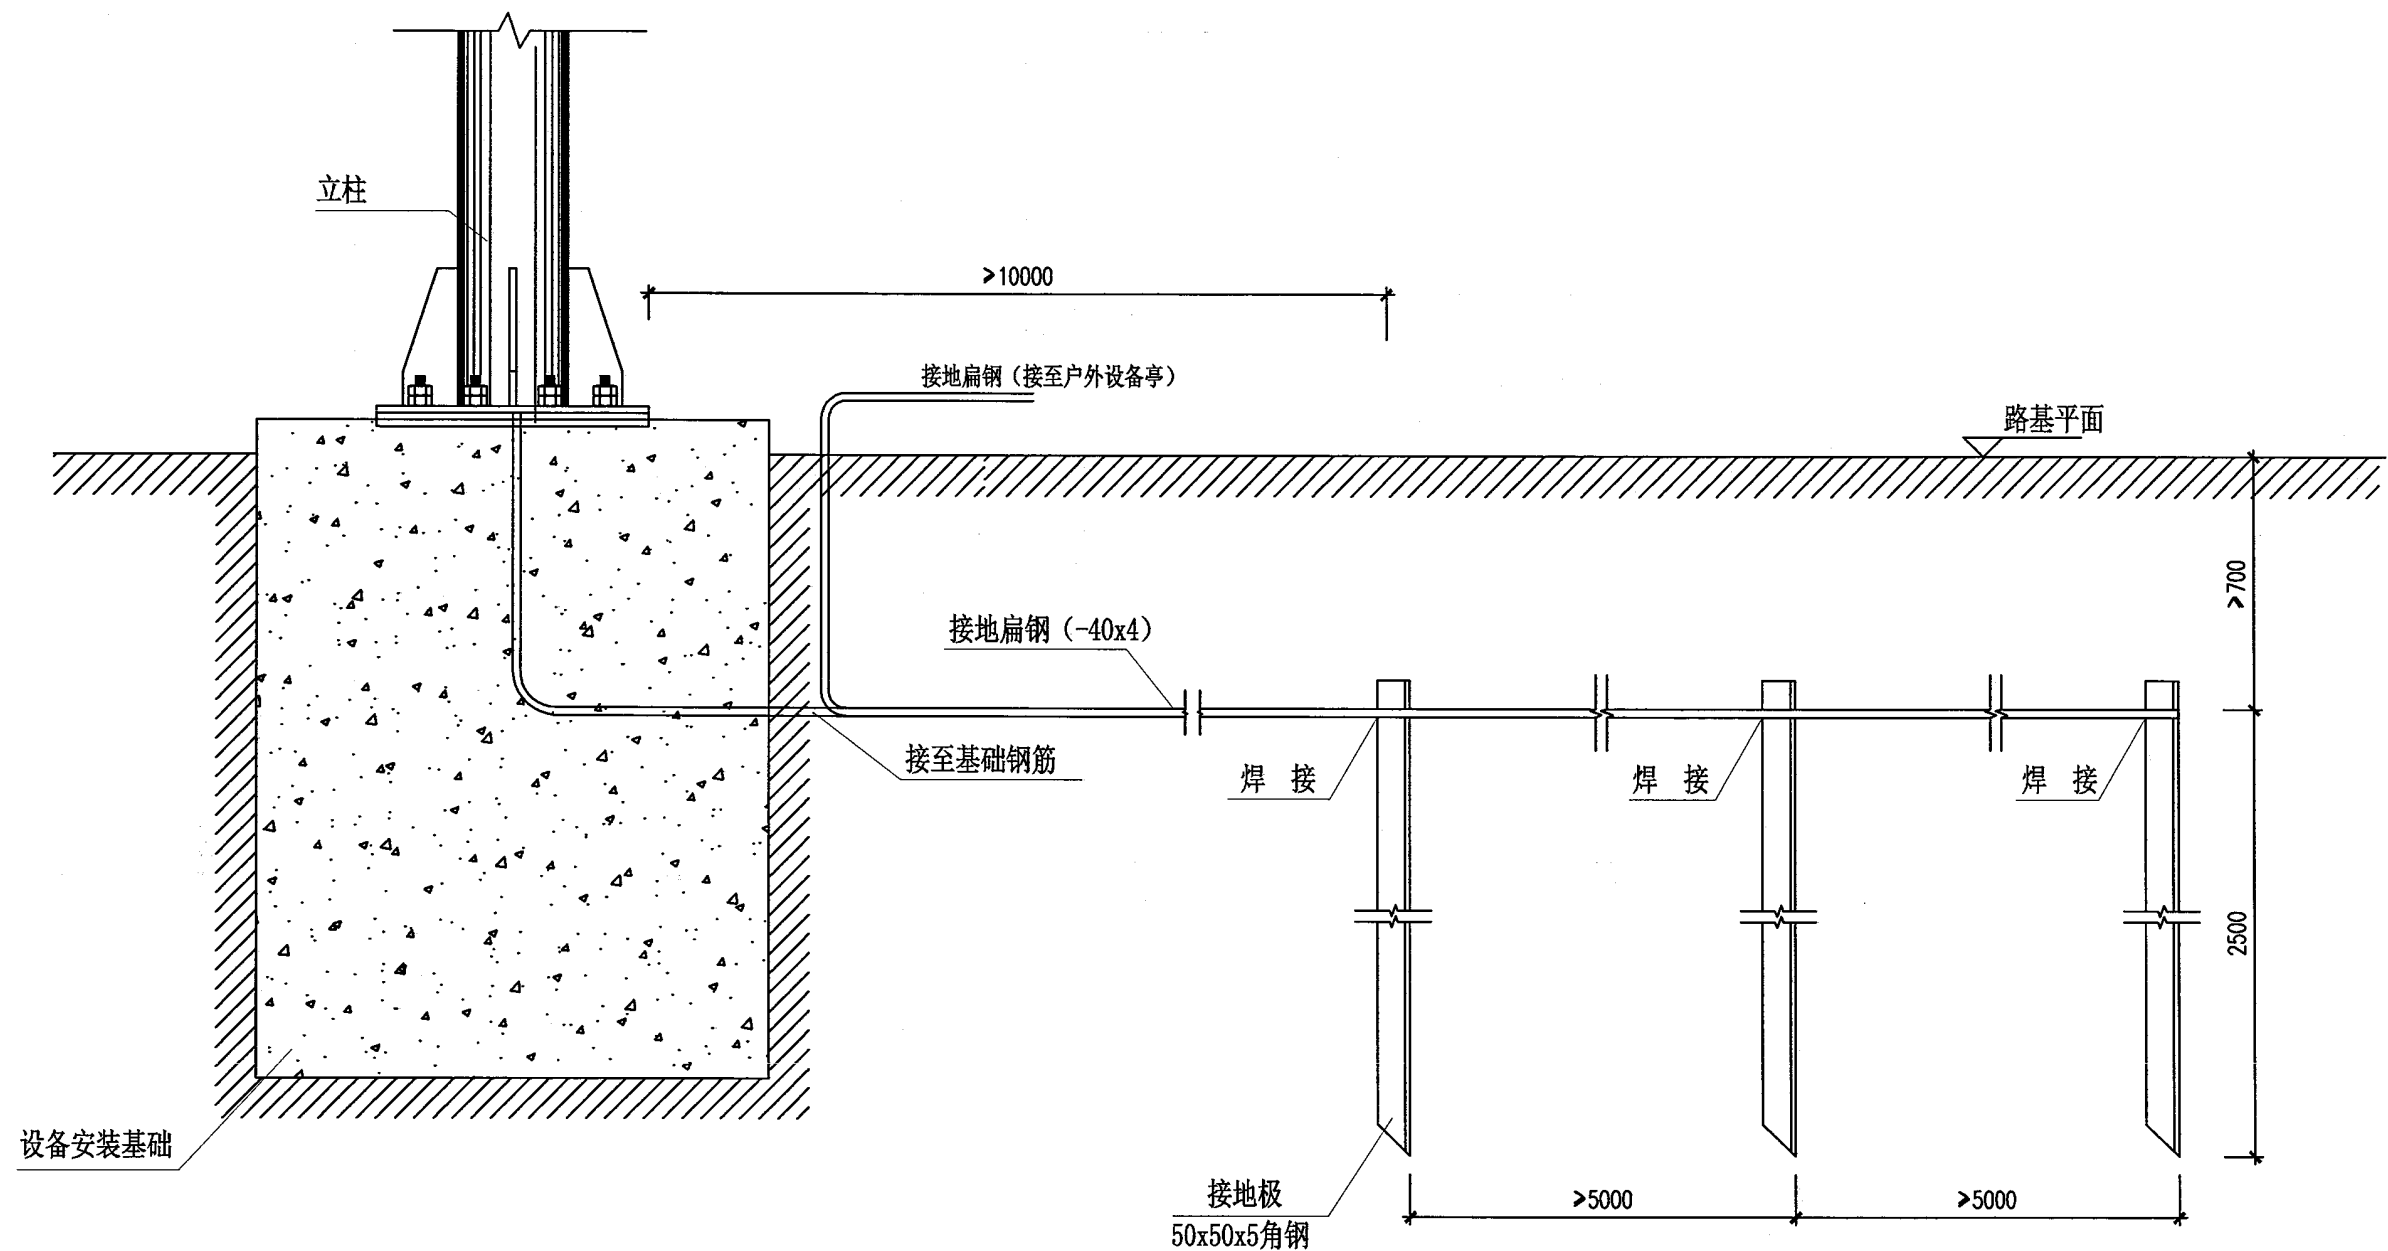 立柱
≥10000
接地扁钢（接至户外设备亭）
路基平面
≥700
接地扁钢（-40x4）
接至基础钢筋
焊 接
焊 接
焊 接
2500
设备安装基础
接地极
50x50x5角钢
≥5000
≥5000